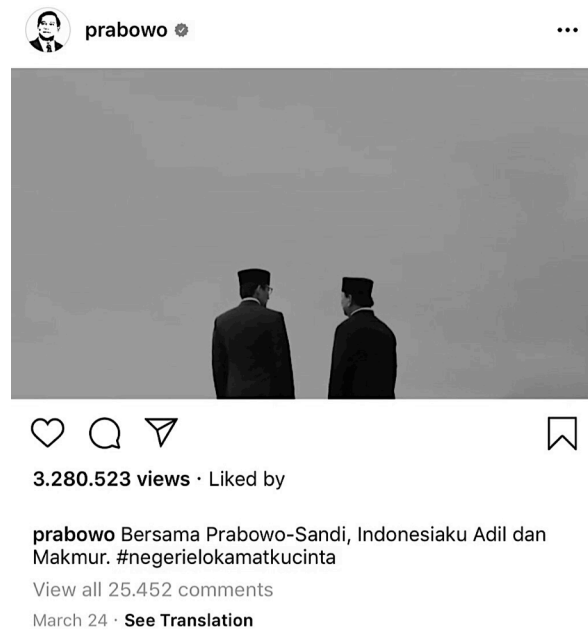 prabowo
3.280.523 views · Liked by
prabowo Bersama Prabowo-Sandi, Indonesiaku Adil dan
Makmur. #negerielokamatkucinta
View all 25.452 comments
March 24 · See Translation